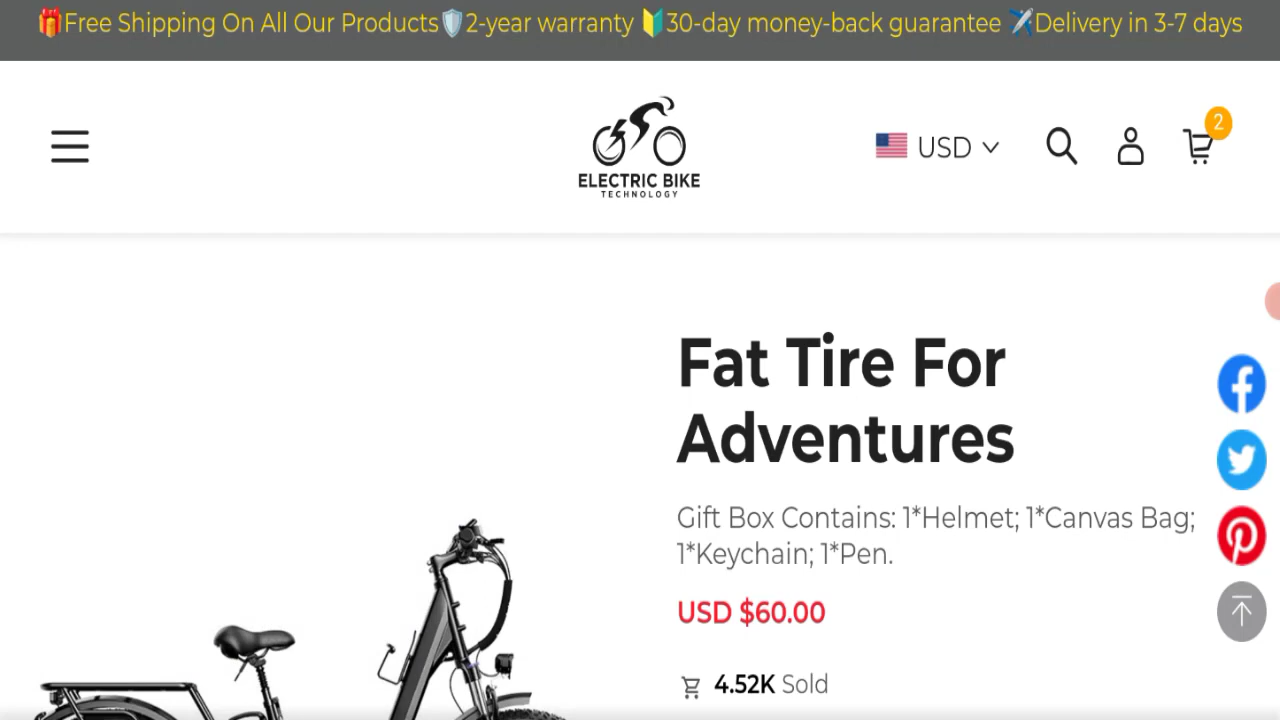 🎁Free Shipping On All Our Products🛡️2-year warranty 🔰30-day money-back guarantee ✈️Delivery in 3-7 days
ELECTRIC BIKE
TECHNOLOGY
USD
2
Fat Tire For
Adventures
Gift Box Contains: 1*Helmet; 1*Canvas Bag;
1*Keychain; 1*Pen.
USD $60.00
4.52K Sold